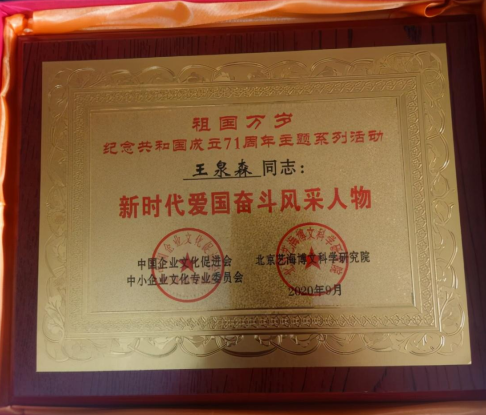 祖国万岁
纪念共和国成立71周年主题系列活动
王泉森 同志：
新时代爱国奋斗风采人物
中国企业文化促进会 北京艺海博文科学研究院
中小企业文化专业委员会
2020年9月